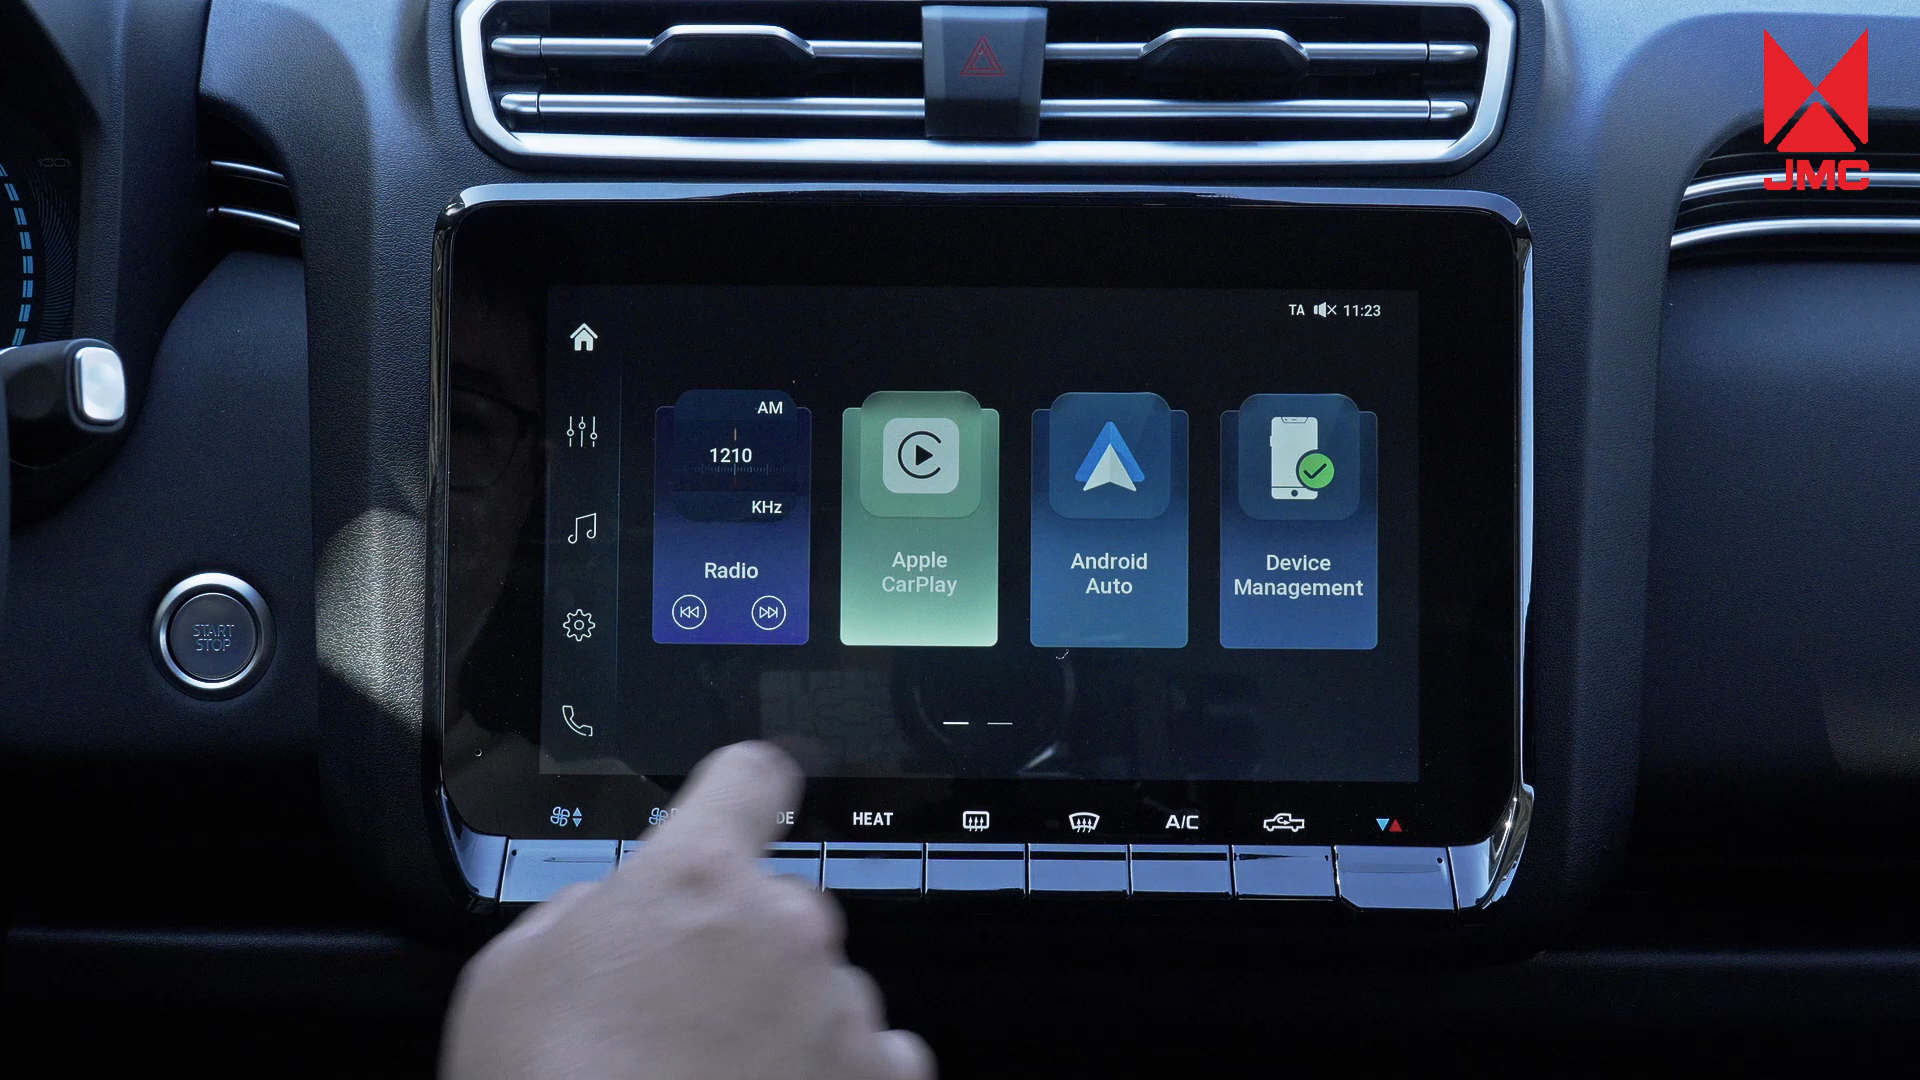 JMC
TA 11:23
AM
1210
KHz
Radio
Apple
CarPlay
Android
Auto
Device
Management
START
STOP
HEAT
A/C